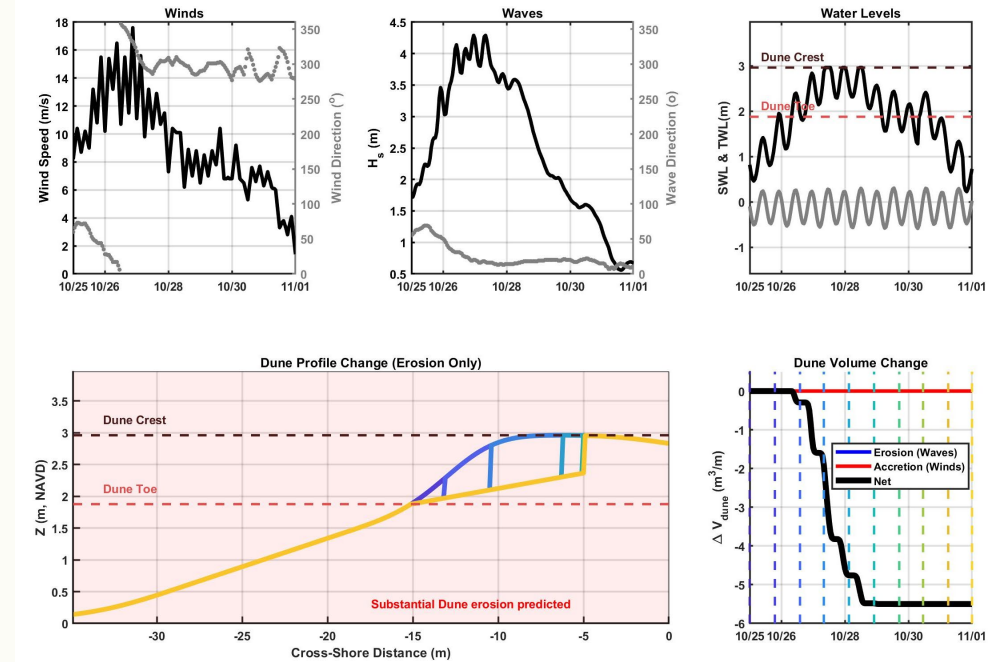 Winds
Wind Speed (m/s)
18
16
14
12
10
8
6
4
2
0
350
300
250
200
150
100
50
0
Wind Direction (°)
10/25 10/26 10/28 10/30 11/01
Waves
H s (m)
4.5
4
3.5
3
2.5
2
1.5
1
0.5
350
300
250
200
150
100
50
0
Wave Direction (o)
10/25 10/26 10/28 10/30 11/01
Water Levels
SWL & TWL(m)
3
2
1
0
-1
Dune Crest
Dune Toe
10/25 10/26 10/28 10/30 11/01
Dune Profile Change (Erosion Only)
Z (m, NAVD)
3.5
3
2.5
2
1.5
1
0.5
0
Dune Crest
Dune Toe
Substantial Dune erosion predicted
-30 -25 -20 -15 -10 -5 0
Cross-Shore Distance (m)
Dune Volume Change
Δ V dune (m³/m)
0
-1
-2
-3
-4
-5
-6
Erosion (Waves)
Accretion (Winds)
Net
10/25 10/26 10/28 10/30 11/01